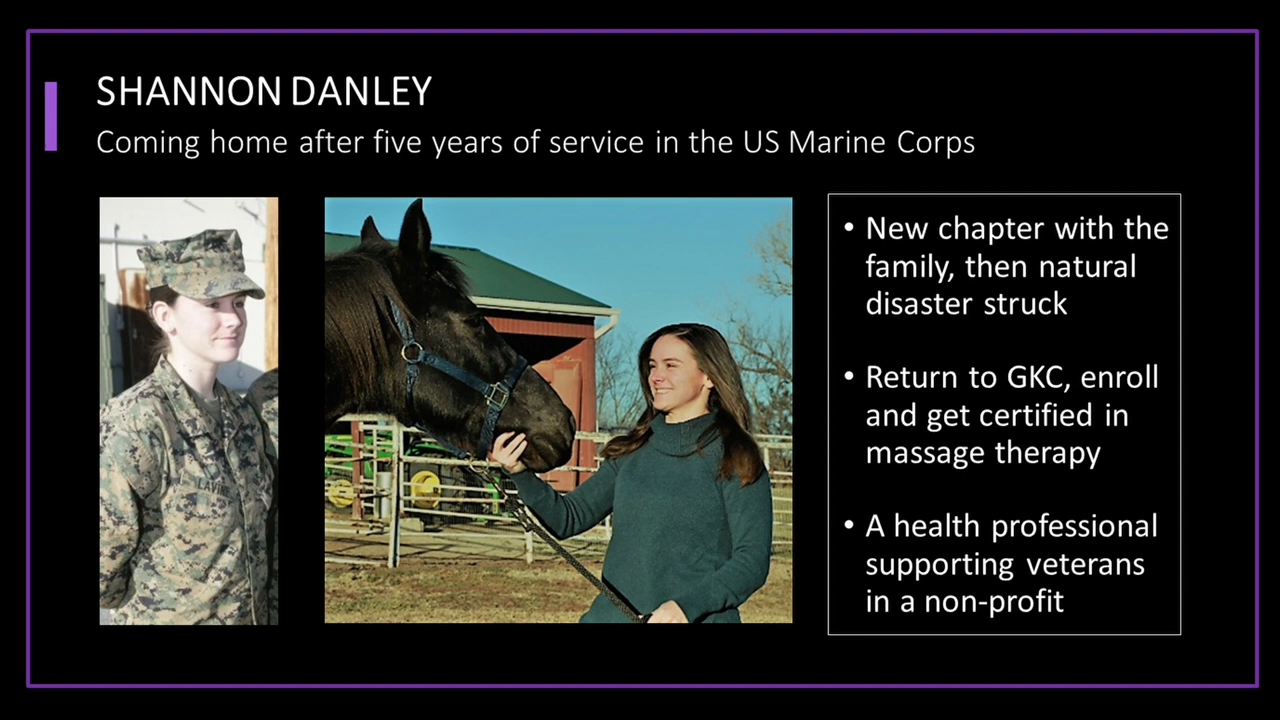 SHANNON DANLEY
Coming home after five years of service in the US Marine Corps
• New chapter with the
family, then natural
disaster struck
• Return to GKC, enroll
and get certified in
massage therapy
• A health professional
supporting veterans
in a non-profit